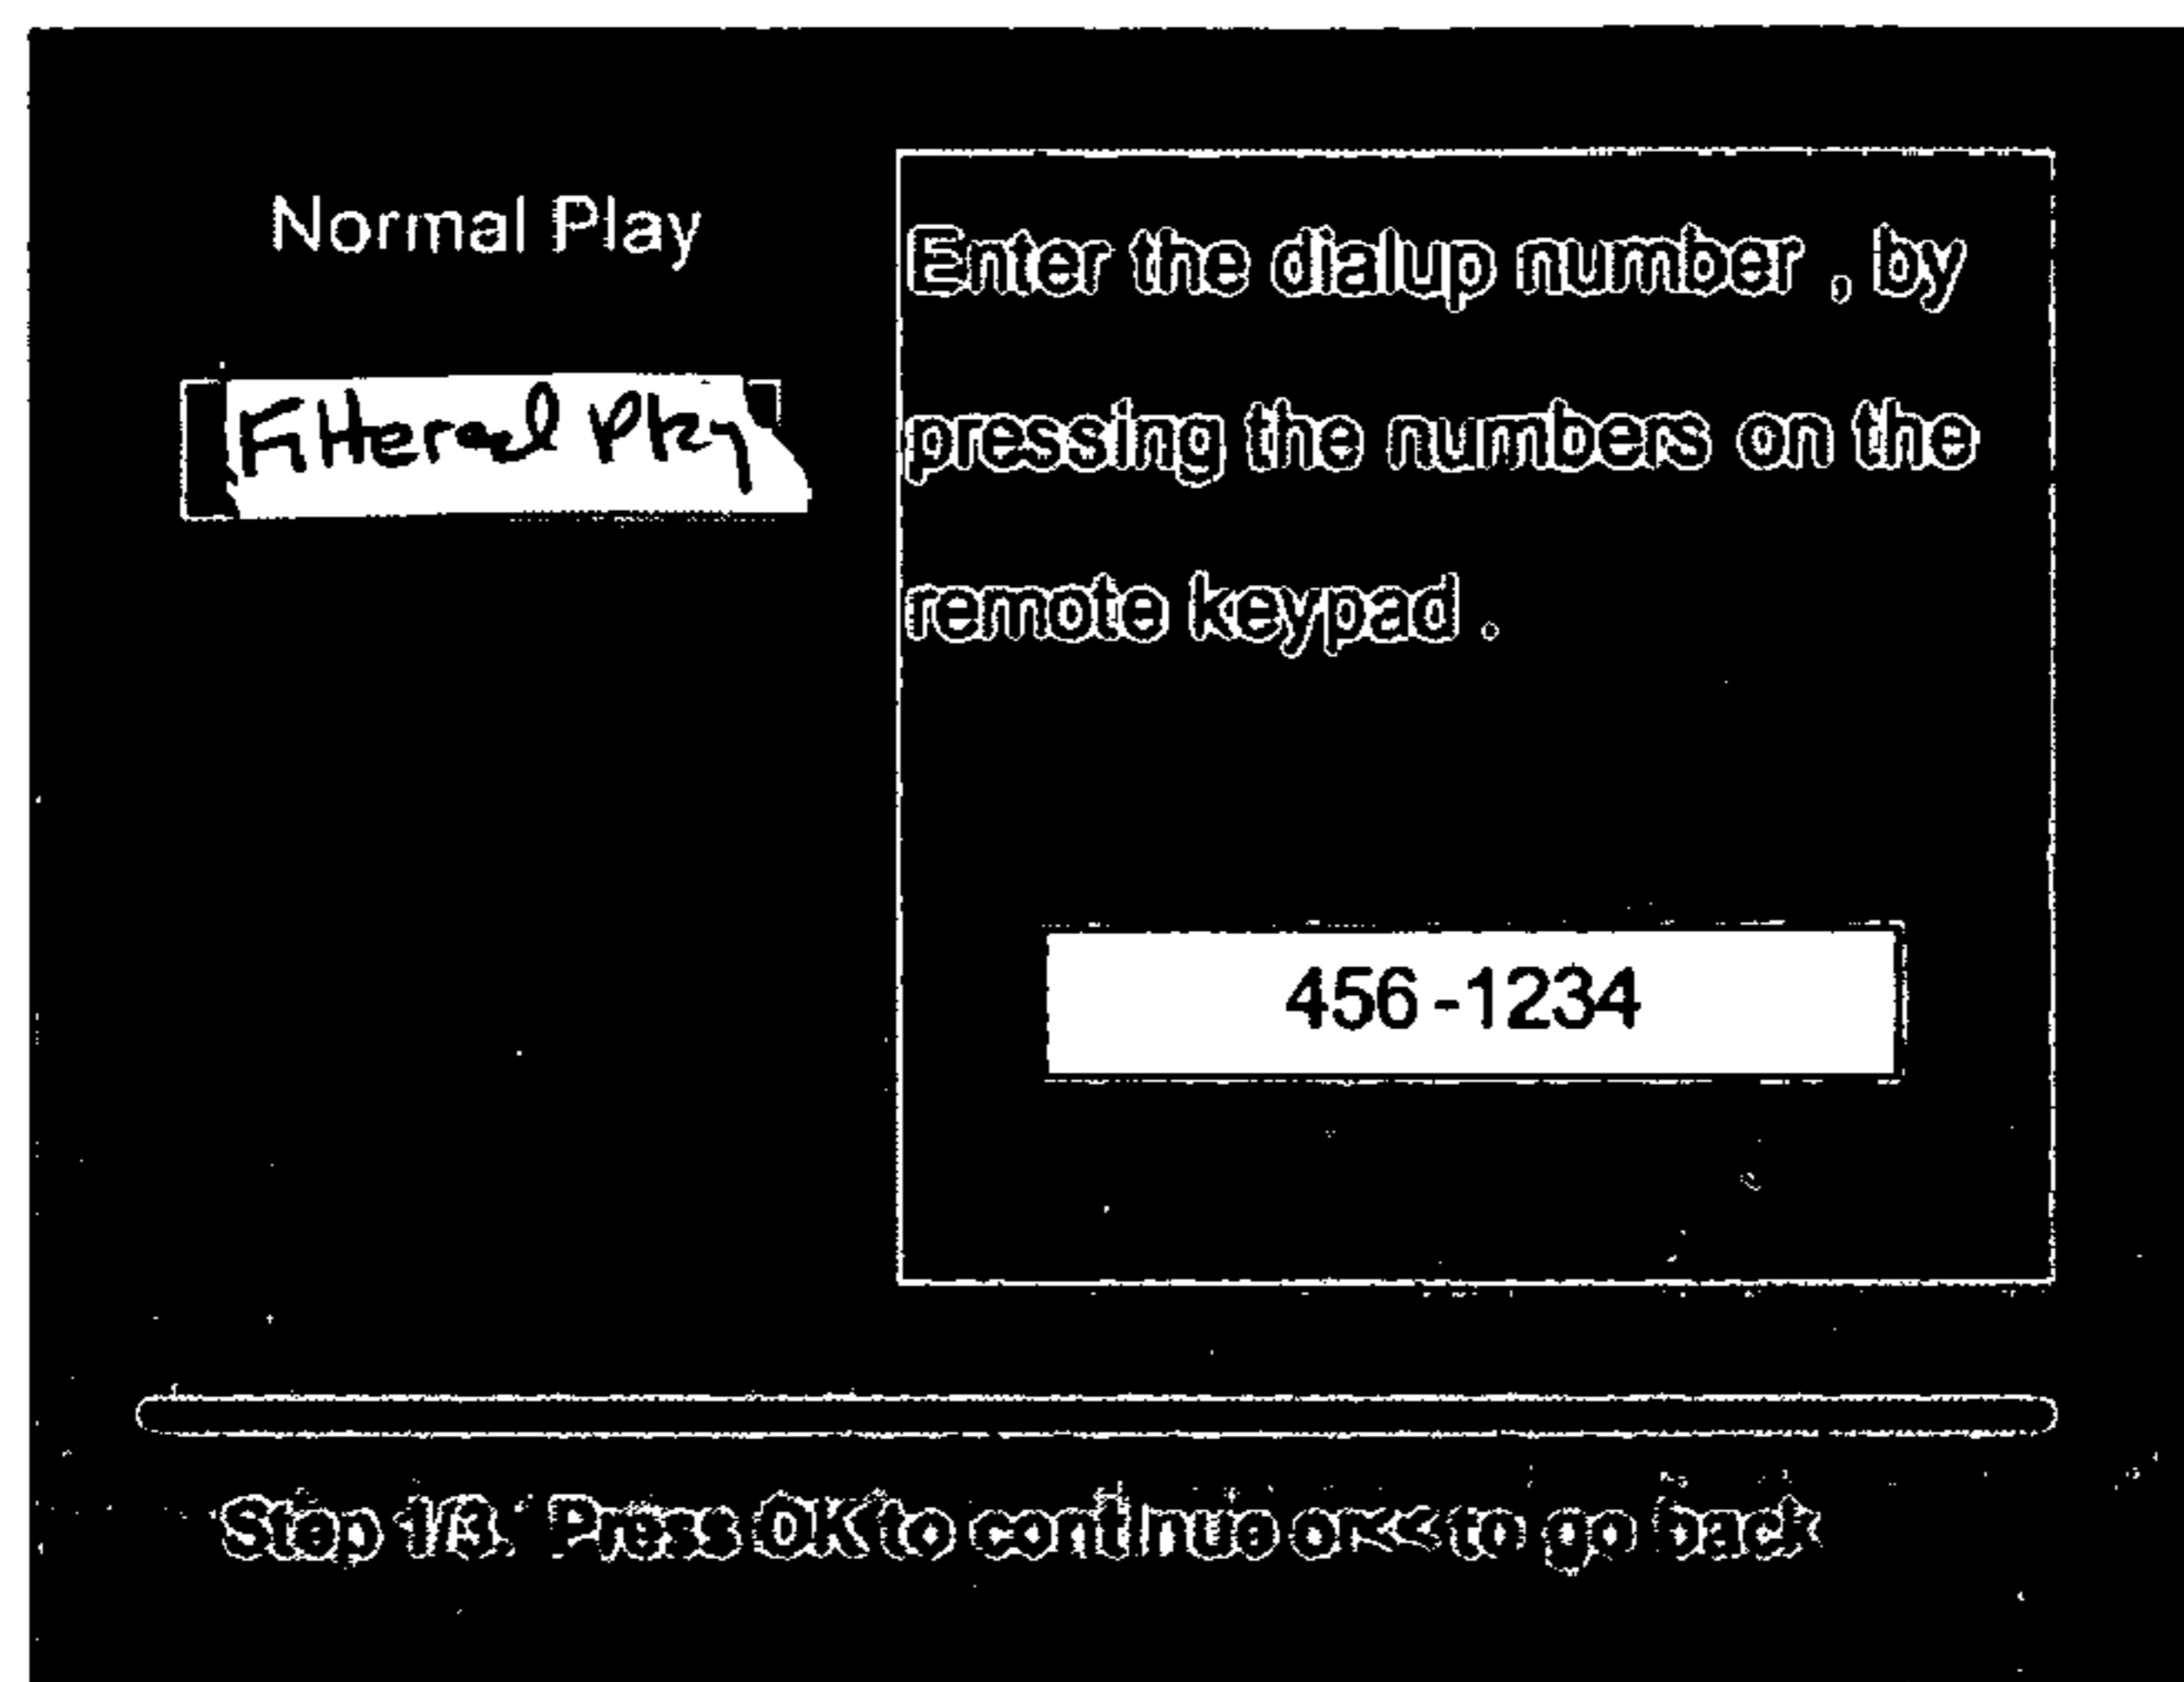 Normal Play
Filtered Play
Enter the dialup number , by
pressing the numbers on the
remote keypad .
456-1234
Step 1/3. Press OK to continue or << to go back